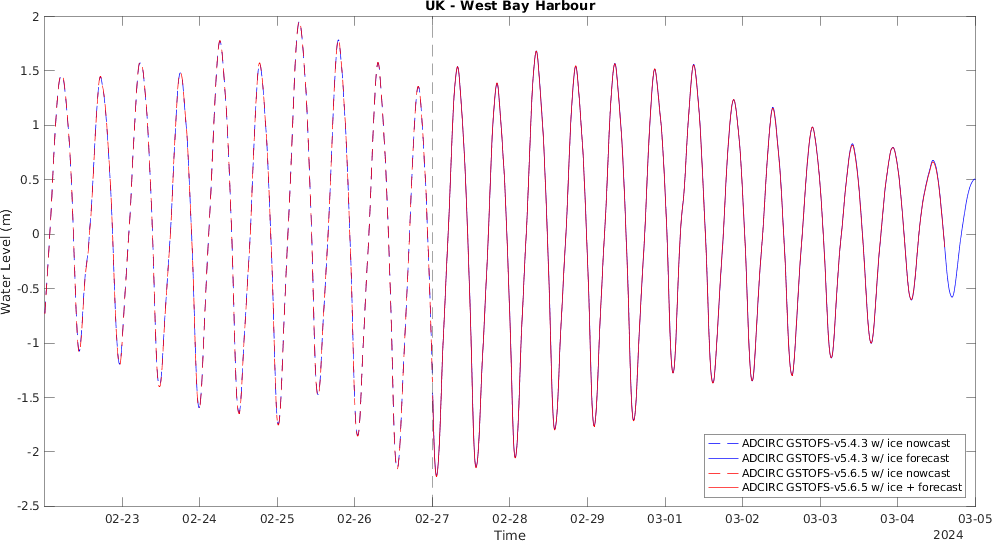 UK - West Bay Harbour
Water Level (m)
2
1.5
1
0.5
0
-0.5
-1
-1.5
-2
-2.5
ADCIRC GSTOFS-v5.4.3 w/ ice nowcast
ADCIRC GSTOFS-v5.4.3 w/ ice forecast
ADCIRC GSTOFS-v5.6.5 w/ ice nowcast
ADCIRC GSTOFS-v5.6.5 w/ ice + forecast
02-23 02-24 02-25 02-26 02-27 02-28 02-29 03-01 03-02 03-03 03-04 03-05
Time
2024